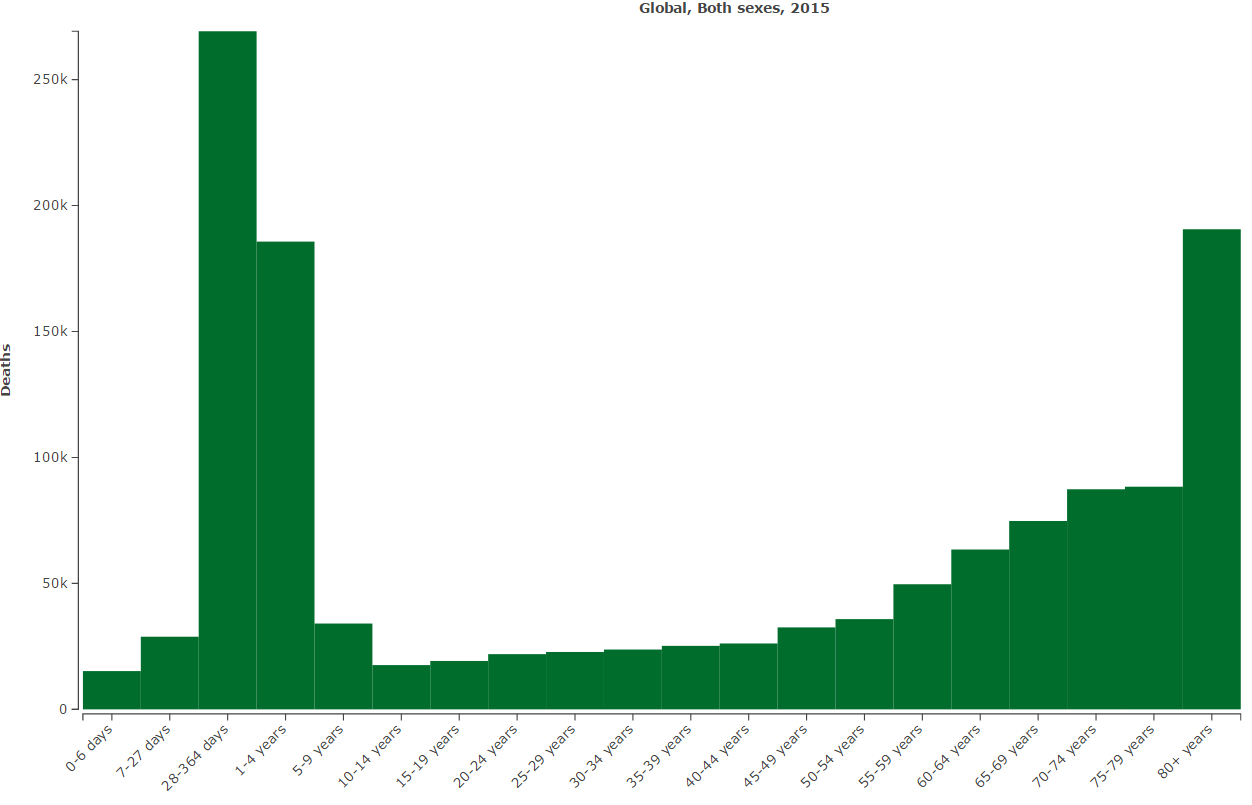 Global, Both sexes, 2015
Deaths
250k
200k
150k
100k
50k
0
0-6 days
7-27 days
28-364 days
1-4 years
5-9 years
10-14 years
15-19 years
20-24 years
25-29 years
30-34 years
35-39 years
40-44 years
45-49 years
50-54 years
55-59 years
60-64 years
65-69 years
70-74 years
75-79 years
80+ years